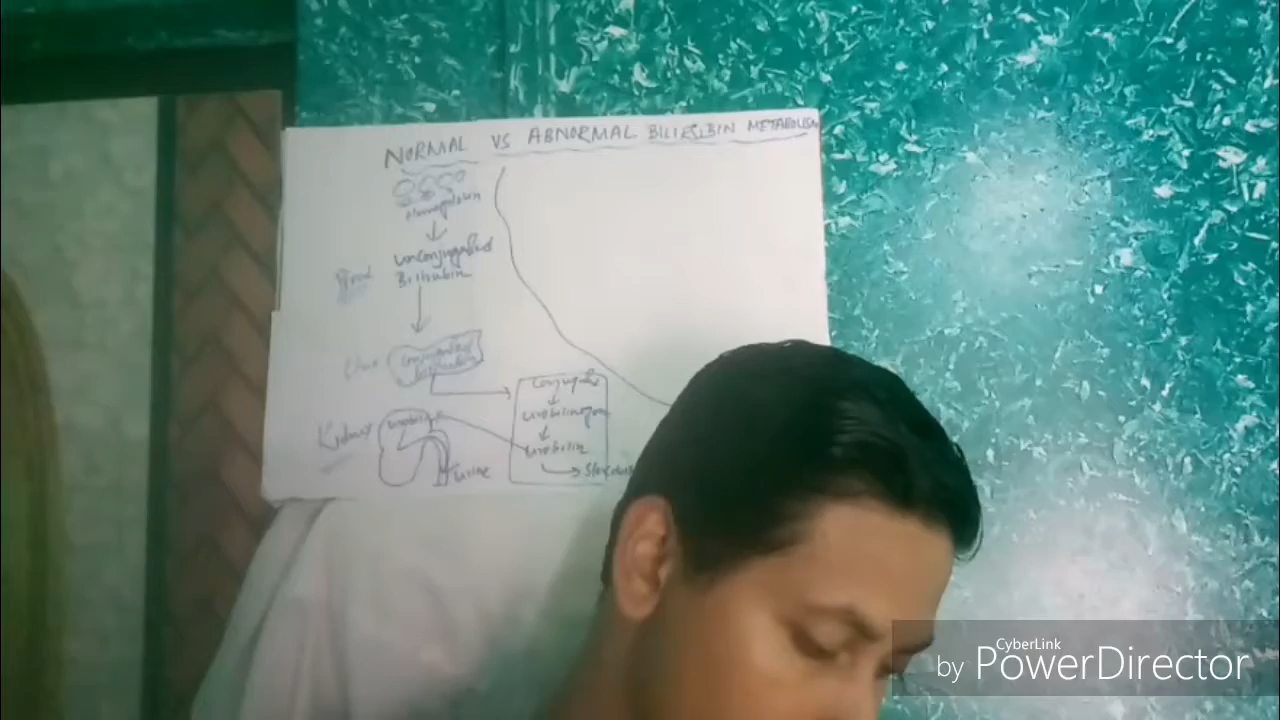 NORMAL VS ABNORMAL BILIRUBIN METABOLISM
Haemoglobin
unconjugated
Bilirubin
Blood
Liver
conjugated
bilirubin
conjugated
urobilinogen
Kidney
urobilin
urobilin
urine
CyberLink
by PowerDirector